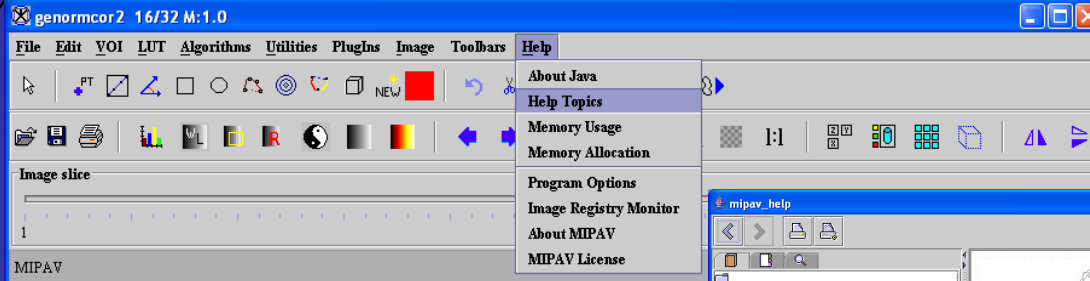 genormcor2 16/32 M:1.0
File Edit VOI LUT Algorithms Utilities PlugIns Image Toolbars Help
PT
NEW
About Java
Help Topics
Memory Usage
Memory Allocation
Program Options
Image Registry Monitor
About MIPAV
MIPAV License
WL R 1:1 Z Y X
Image slice
1
mipav_help
MIPAV